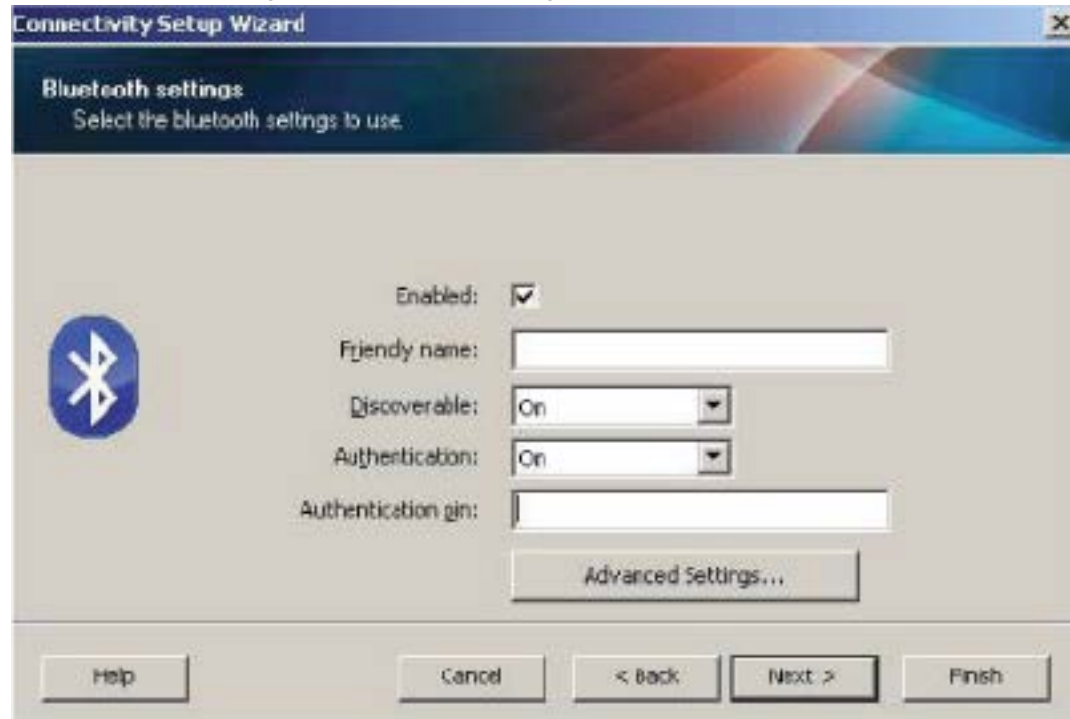 Connectivity Setup Wizard
Bluetooth settings
Select the bluetooth settings to use.
Enabled:
Friendy name:
Discoverable: On
Authentication: On
Authentication pin:
Advanced Settings...
Help Cancel < Back Next > Finish